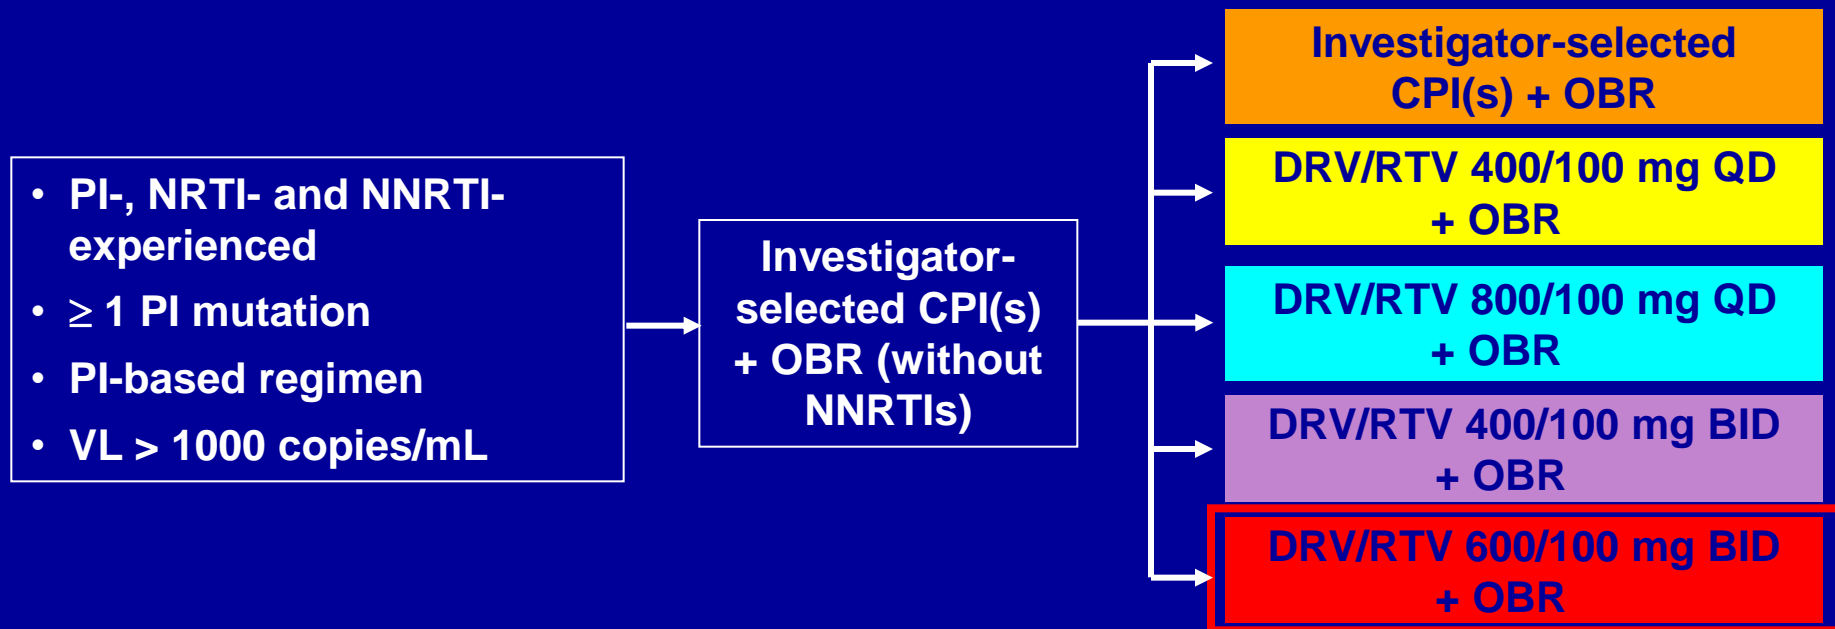 • PI-, NRTI- and NNRTI-
experienced
• ≥ 1 PI mutation
• PI-based regimen
• VL > 1000 copies/mL
Investigator-
selected CPI(s)
+ OBR (without
NNRTIs)
Investigator-selected
CPI(s) + OBR
DRV/RTV 400/100 mg QD
+ OBR
DRV/RTV 800/100 mg QD
+ OBR
DRV/RTV 400/100 mg BID
+ OBR
DRV/RTV 600/100 mg BID
+ OBR